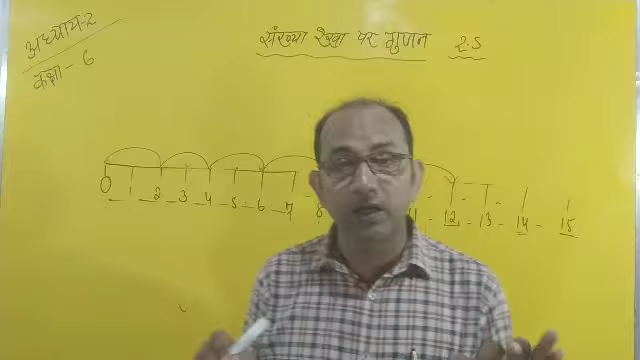 अध्याय-2
कक्षा - 6
संख्या रेखा पर गुणन 2.5
0 1 2 3 4 5 6 7 8 11 12 13 14 15